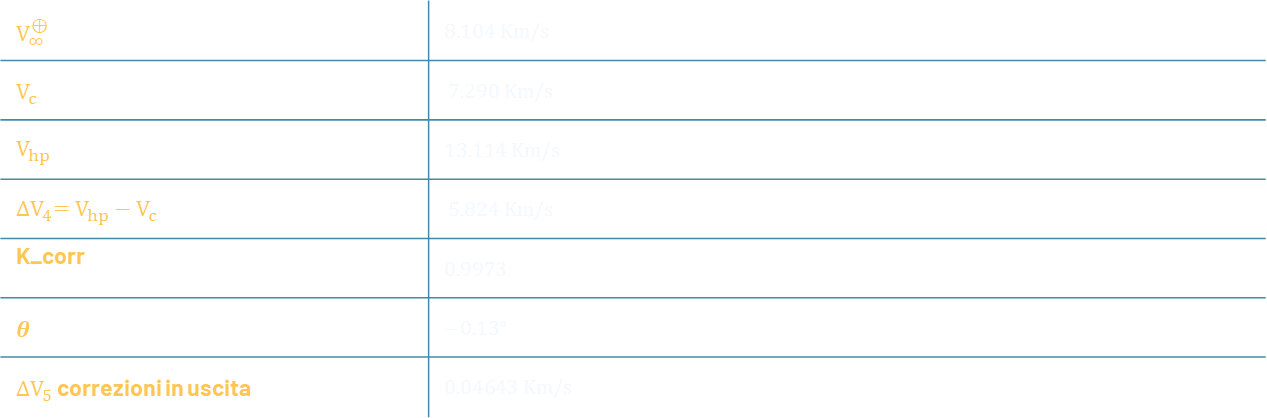 V∞⊕ 8.104 Km/s
Vc 7.290 Km/s
Vhp 13.114 Km/s
ΔV4= Vhp − Vc 5.824 Km/s
K_corr 0.9973
θ −0.13°
ΔV5 correzioni in uscita 0.04643 Km/s